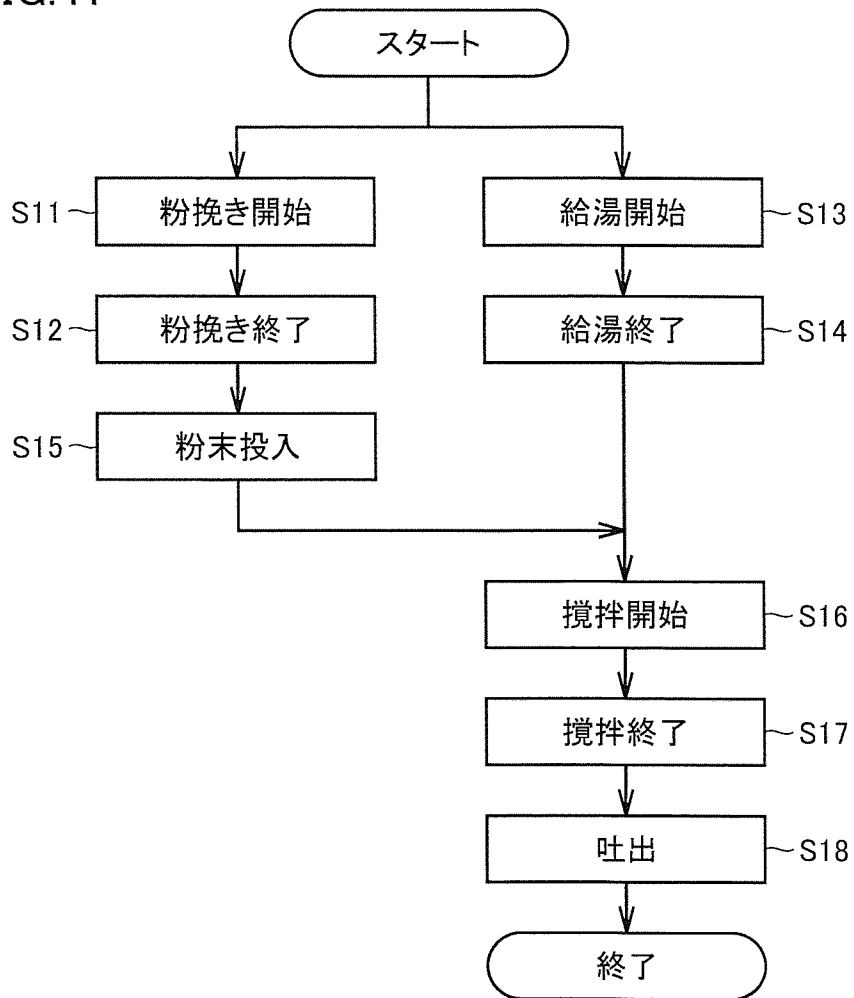 スタート
S11
粉挽き開始
給湯開始
S13
S12
粉挽き終了
給湯終了
S14
S15
粉末投入
攪拌開始
S16
攪拌終了
S17
吐出
S18
終了